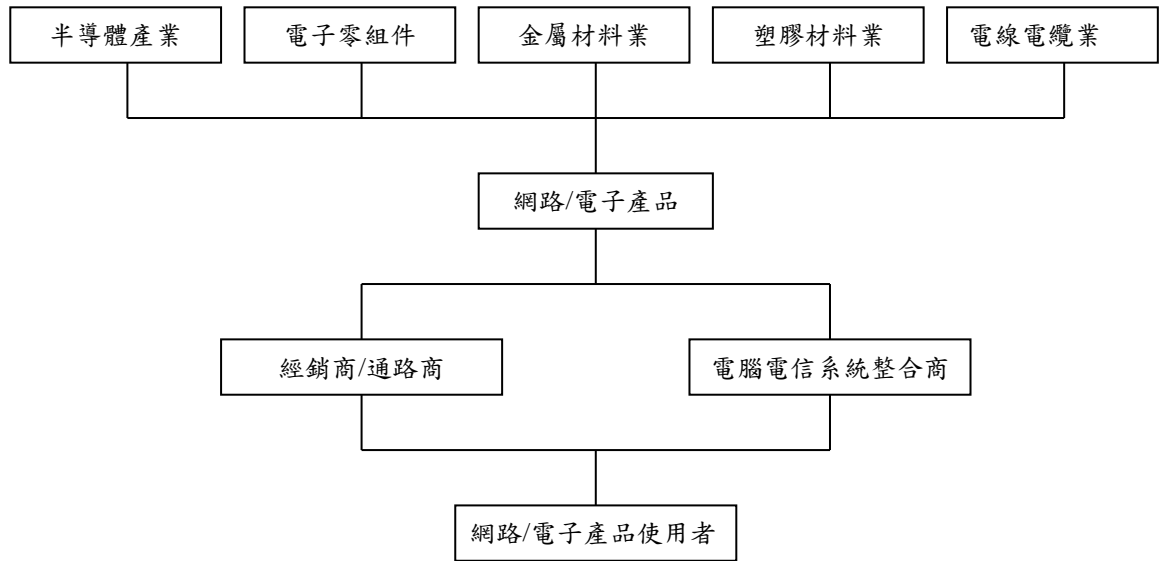 半導體產業
電子零組件
金屬材料業
塑膠材料業
電線電纜業
網路/電子產品
經銷商/通路商
電腦電信系統整合商
網路/電子產品使用者